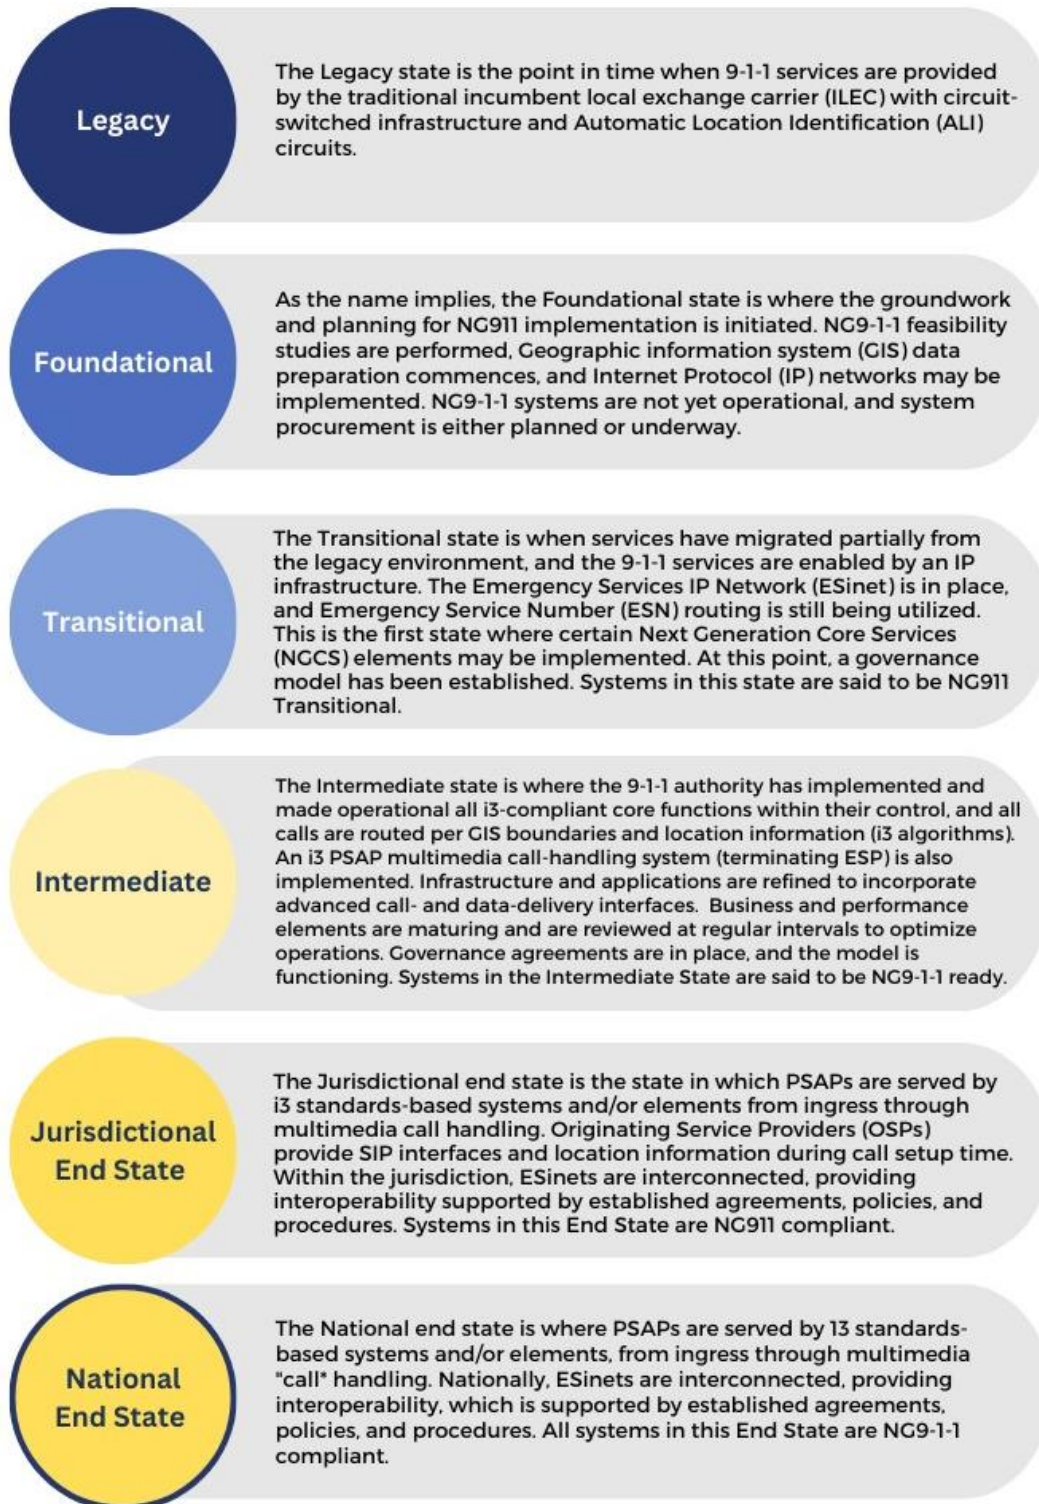 Legacy
The Legacy state is the point in time when 9-1-1 services are provided
by the traditional incumbent local exchange carrier (ILEC) with circuit-
switched infrastructure and Automatic Location Identification (ALI)
circuits.
Foundational
As the name implies, the Foundational state is where the groundwork
and planning for NG911 implementation is initiated. NG9-1-1 feasibility
studies are performed, Geographic information system (GIS) data
preparation commences, and Internet Protocol (IP) networks may be
implemented. NG9-1-1 systems are not yet operational, and system
procurement is either planned or underway.
Transitional
The Transitional state is when services have migrated partially from
the legacy environment, and the 9-1-1 services are enabled by an IP
infrastructure. The Emergency Services IP Network (ESinet) is in place,
and Emergency Service Number (ESN) routing is still being utilized.
This is the first state where certain Next Generation Core Services
(NGCS) elements may be implemented. At this point, a governance
model has been established. Systems in this state are said to be NG911
Transitional.
Intermediate
The Intermediate state is where the 9-1-1 authority has implemented and
made operational all i3-compliant core functions within their control, and all
calls are routed per GIS boundaries and location information (i3 algorithms).
An i3 PSAP multimedia call-handling system (terminating ESP) is also
implemented. Infrastructure and applications are refined to incorporate
advanced call- and data-delivery interfaces. Business and performance
elements are maturing and are reviewed at regular intervals to optimize
operations. Governance agreements are in place, and the model is
functioning. Systems in the Intermediate State are said to be NG9-1-1 ready.
Jurisdictional
End State
The Jurisdictional end state is the state in which PSAPs are served by
i3 standards-based systems and/or elements from ingress through
multimedia call handling. Originating Service Providers (OSPs)
provide SIP interfaces and location information during call setup time.
Within the jurisdiction, ESinets are interconnected, providing
interoperability supported by established agreements, policies, and
procedures. Systems in this End State are NG911 compliant.
National
End State
The National end state is where PSAPs are served by 13 standards-
based systems and/or elements, from ingress through multimedia
"call* handling. Nationally, ESinets are interconnected, providing
interoperability, which is supported by established agreements,
policies, and procedures. All systems in this End State are NG9-1-1
compliant.